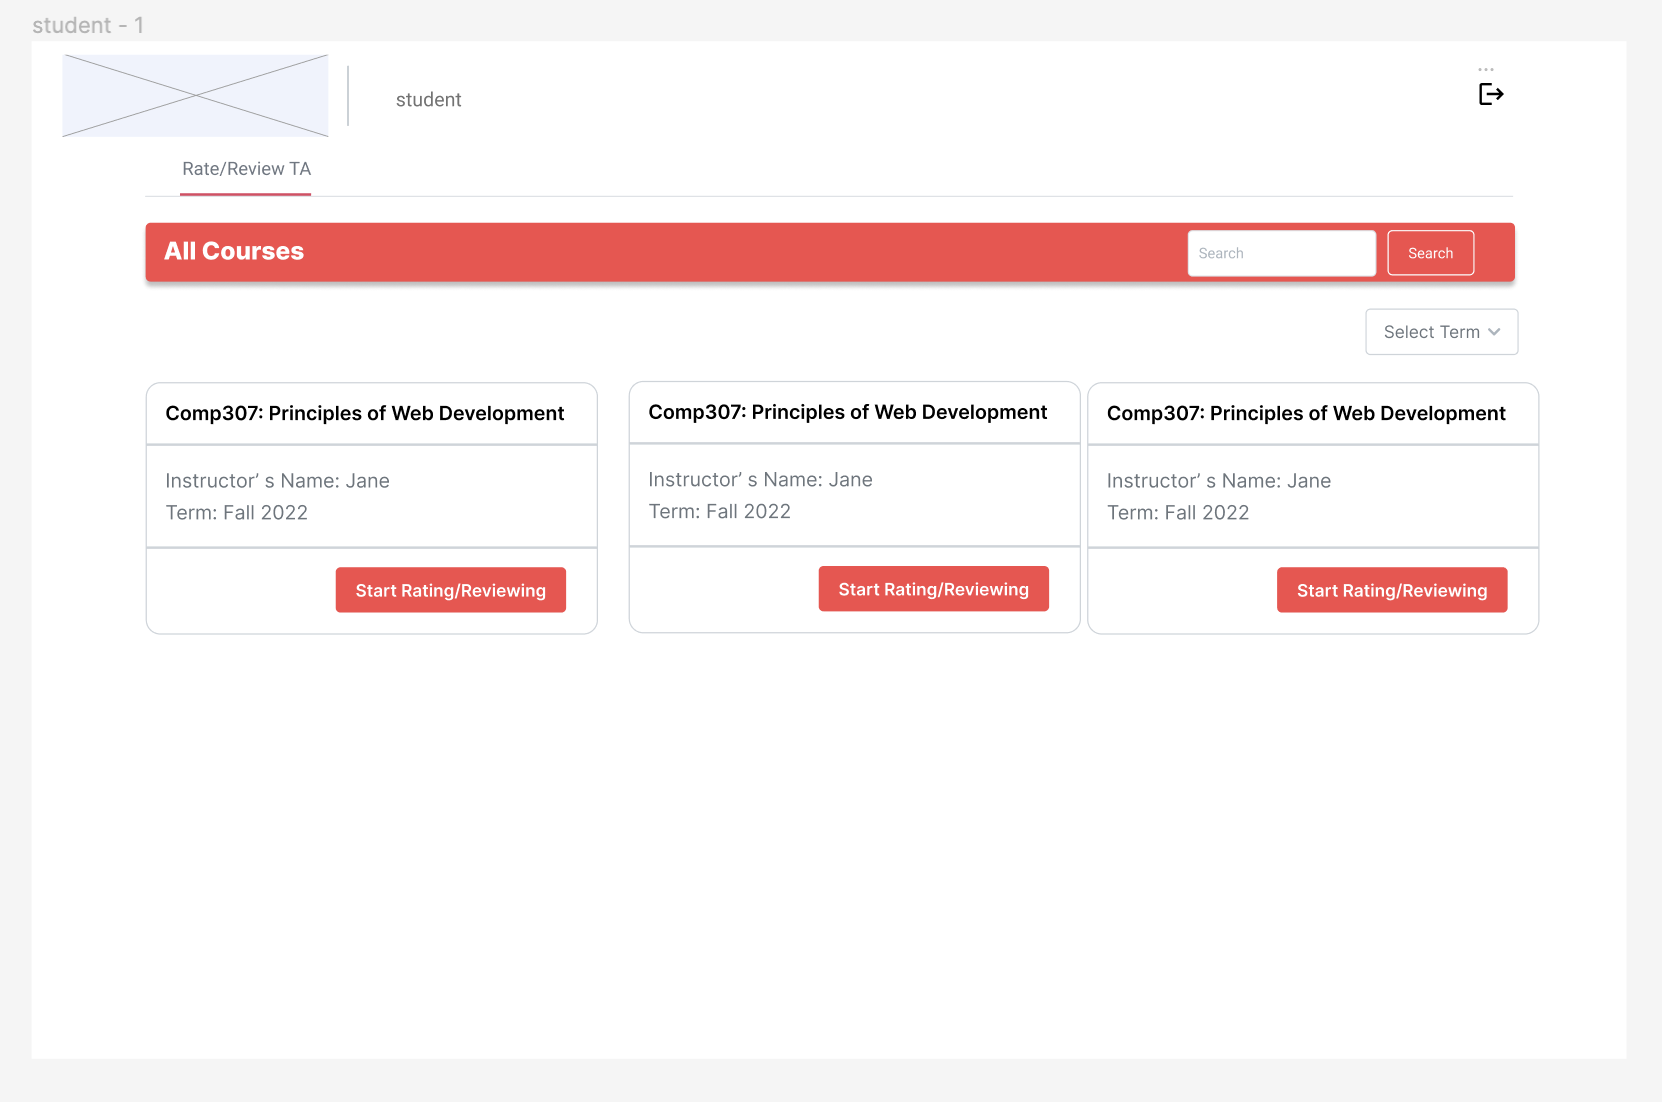 student - 1
student
...
Rate/Review TA
All Courses
Search
Search
Select Term
Comp307: Principles of Web Development
Instructor’ s Name: Jane
Term: Fall 2022
Start Rating/Reviewing
Comp307: Principles of Web Development
Instructor’ s Name: Jane
Term: Fall 2022
Start Rating/Reviewing
Comp307: Principles of Web Development
Instructor’ s Name: Jane
Term: Fall 2022
Start Rating/Reviewing